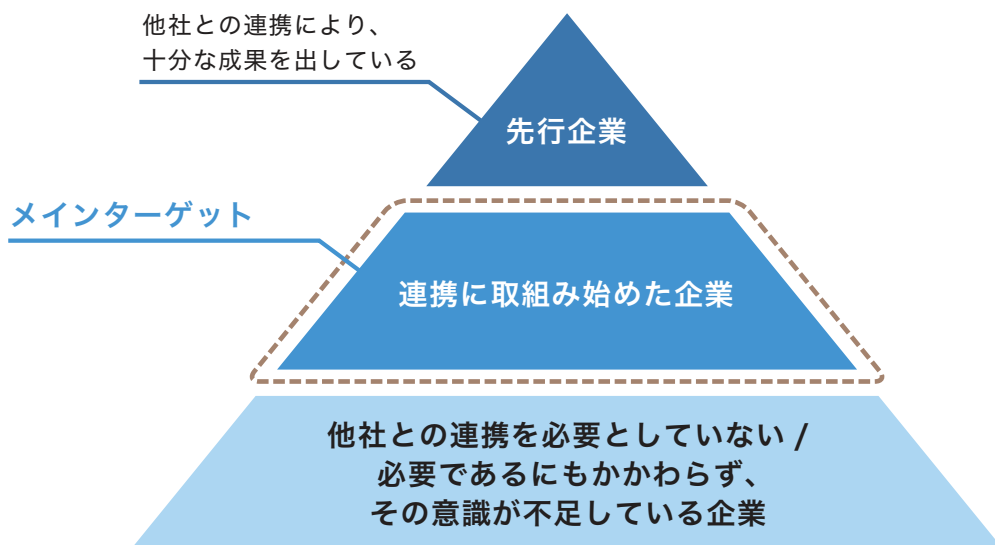 他社との連携により、
十分な成果を出している
先行企業
メインターゲット
連携に取組み始めた企業
他社との連携を必要としていない /
必要であるにもかかわらず、
その意識が不足している企業